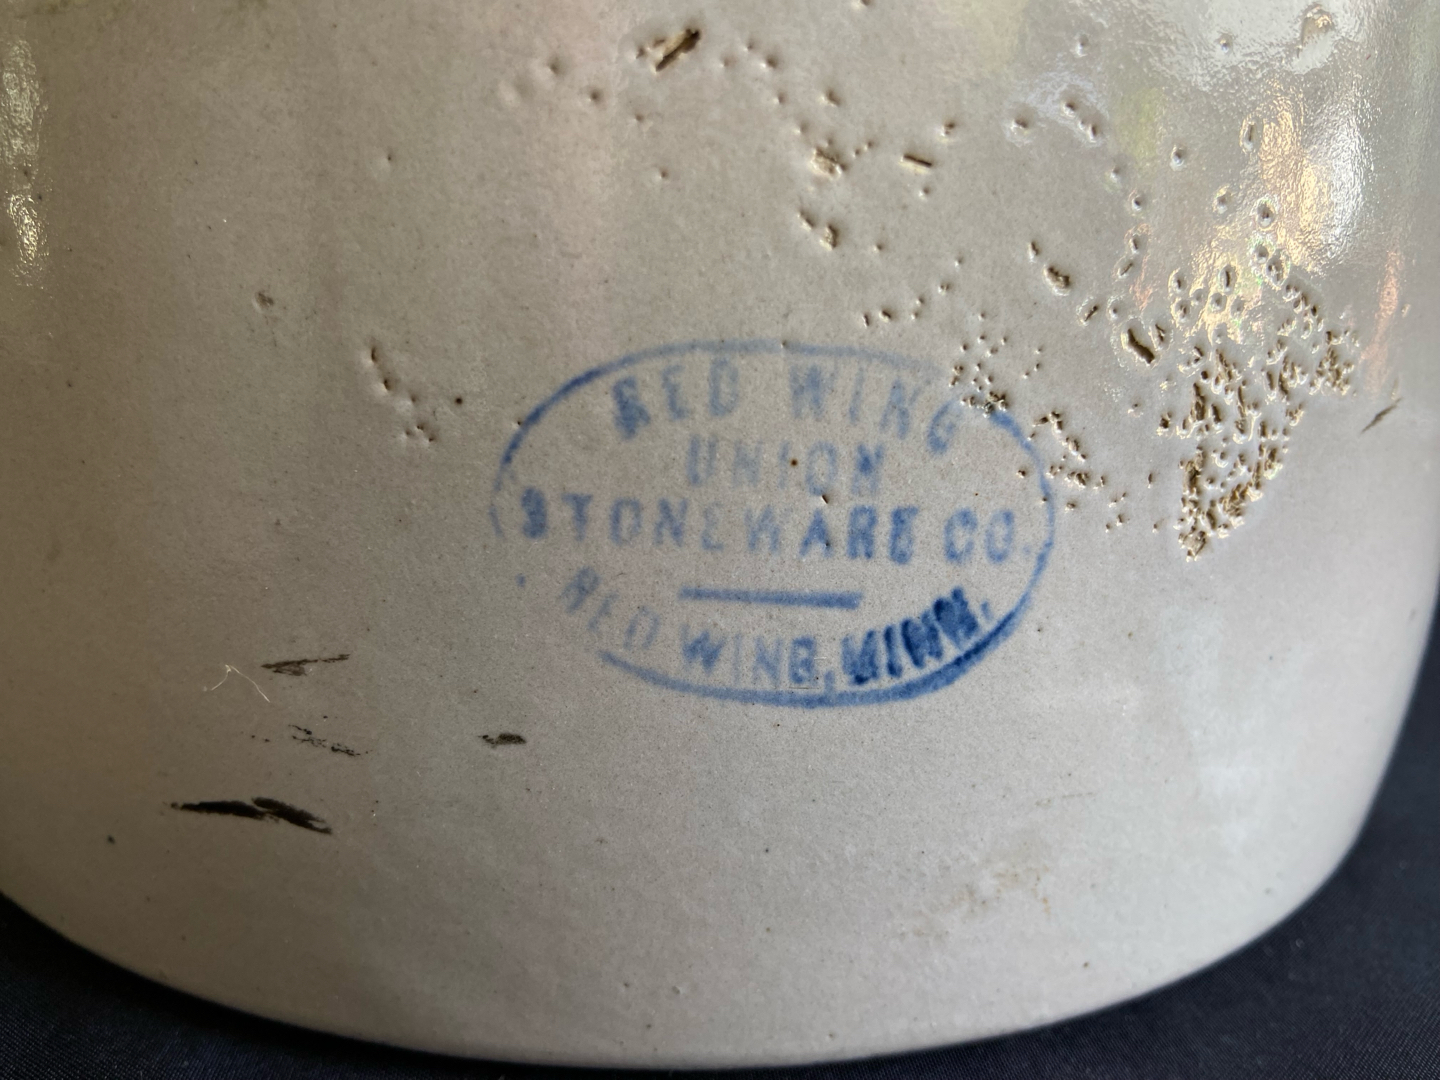 RED WING
UNION
STONEWARE CO.
RED WING, MINN.